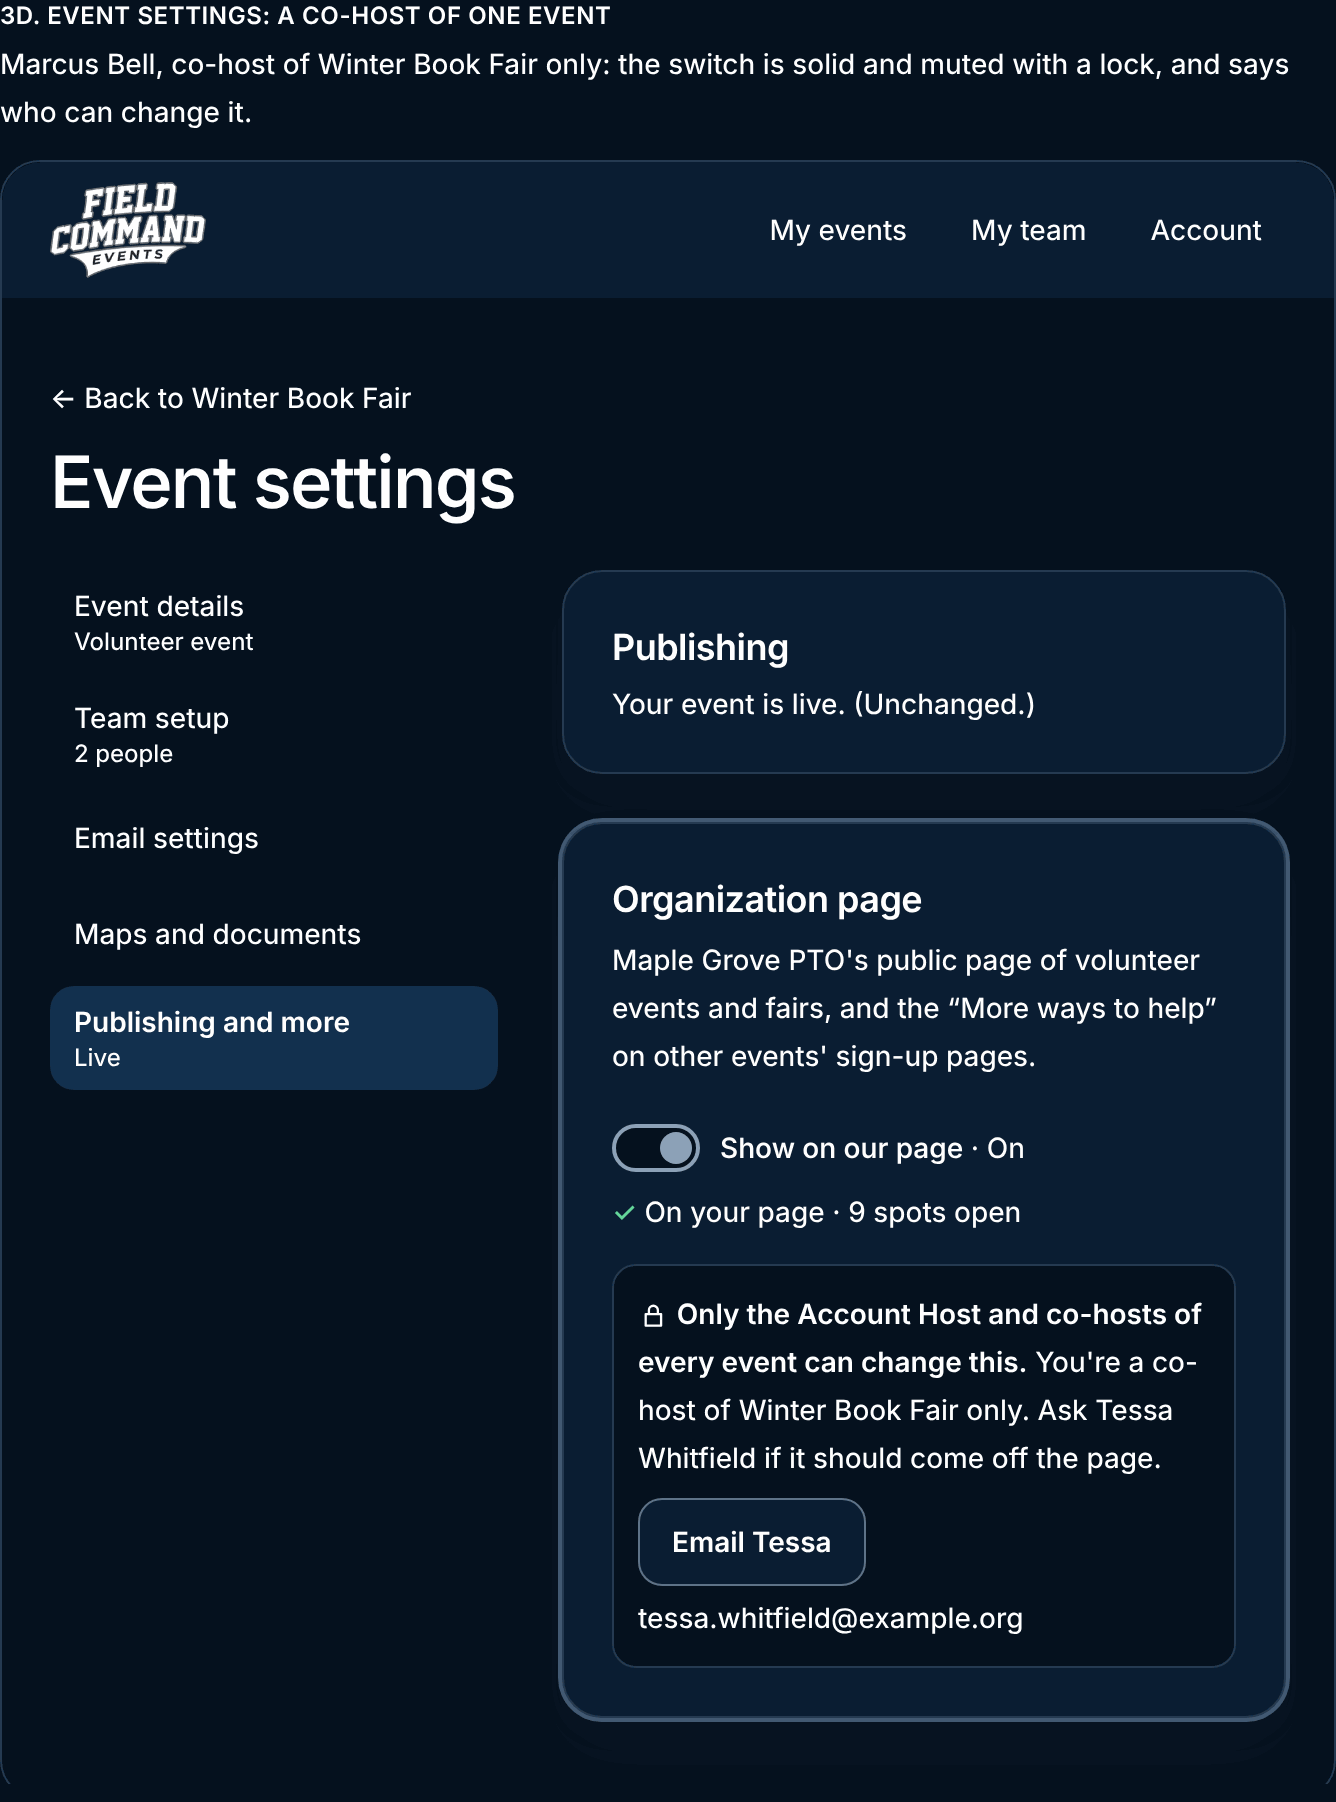 3D. EVENT SETTINGS: A CO-HOST OF ONE EVENT
Marcus Bell, co-host of Winter Book Fair only: the switch is solid and muted with a lock, and says
who can change it.
FIELD
COMMAND
EVENTS
My events
My team
Account
← Back to Winter Book Fair
Event settings
Event details
Volunteer event
Team setup
2 people
Email settings
Maps and documents
Publishing and more
Live
Publishing
Your event is live. (Unchanged.)
Organization page
Maple Grove PTO's public page of volunteer
events and fairs, and the “More ways to help”
on other events' sign-up pages.
Show on our page · On
✓ On your page · 9 spots open
Only the Account Host and co-hosts of
every event can change this. You're a co-
host of Winter Book Fair only. Ask Tessa
Whitfield if it should come off the page.
Email Tessa
tessa.whitfield@example.org